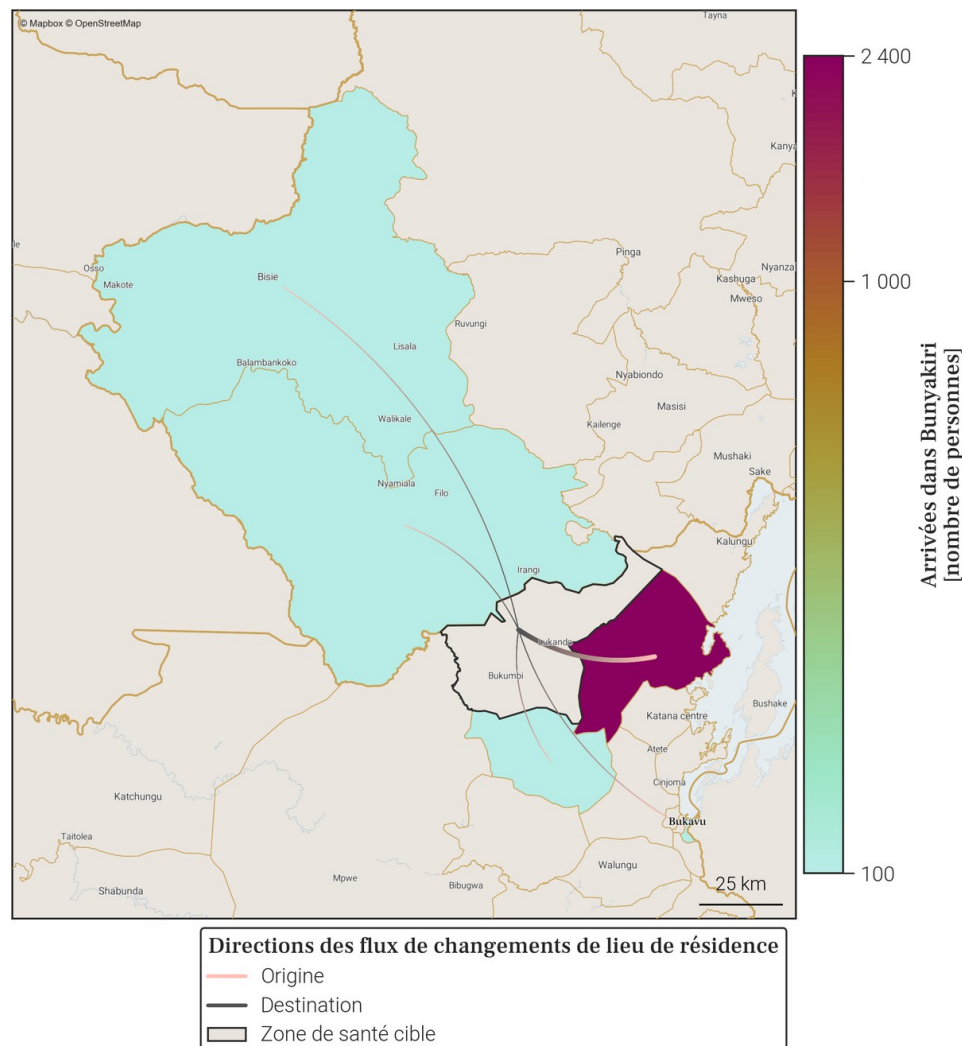 © Mapbox © OpenStreetMap
Tayna
Kanya
Pinga
Nyanza
Kashuga
Mweso
Osso
Makote
Bisie
Ruvungi
Lisala
Balambankoko
Nyabiondo
Masisi
Walikale
Kailenge
Mushaki
Sake
Nyamiala
Filo
Kalungu
Irangi
Bukumbi
Katana centre
Bushake
Atete
Cinjoma
Katchungu
Bukavu
Taitolea
Walungu
Mpwe
Bibugwa
Shabunda
25 km
2 400
1 000
100
Arrivées dans Bunyakiri
[nombre de personnes]
Directions des flux de changements de lieu de résidence
Origine
Destination
Zone de santé cible